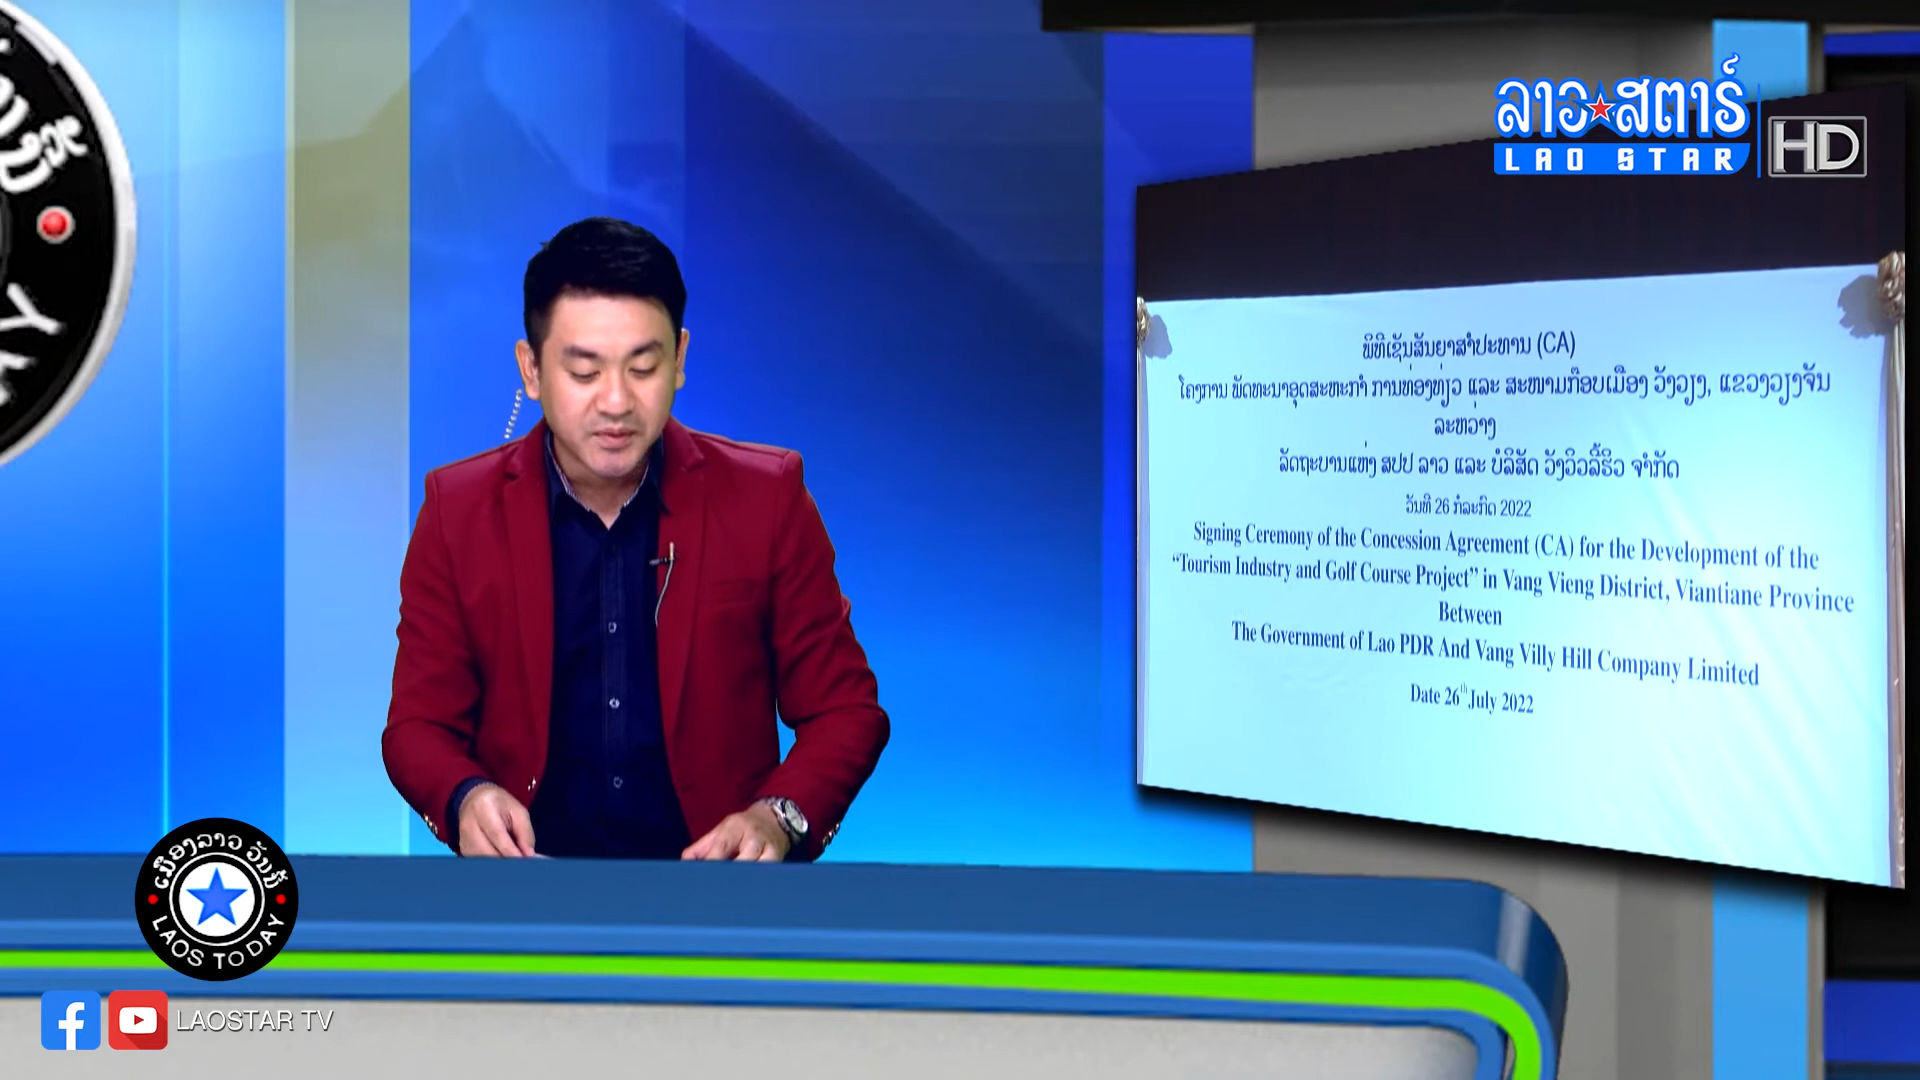 ລາວ★ສຕາຣ໌
LAO STAR
HD
ພິທີເຊັນສັນຍາສຳປະທານ (CA)
ໂຄງການ ພັດທະນາອຸດສະຫະກຳ ການທ່ອງທ່ຽວ ແລະ ສະໜາມກ໊ອບເມືອງ ວັງວຽງ, ແຂວງວຽງຈັນ
ລະຫວ່າງ
ລັດຖະບານແຫ່ງ ສປປ ລາວ ແລະ ບໍລິສັດ ວັງວິວລີ້ຮິວ ຈຳກັດ
ວັນທີ 26 ກໍລະກົດ 2022
Signing Ceremony of the Concession Agreement (CA) for the Development of the
“Tourism Industry and Golf Course Project” in Vang Vieng District, Viantiane Province
Between
The Government of Lao PDR And Vang Villy Hill Company Limited
Date 26th July 2022
ເມືອງລາວ ວັນນີ້
LAOS TODAY
LAOSTAR TV